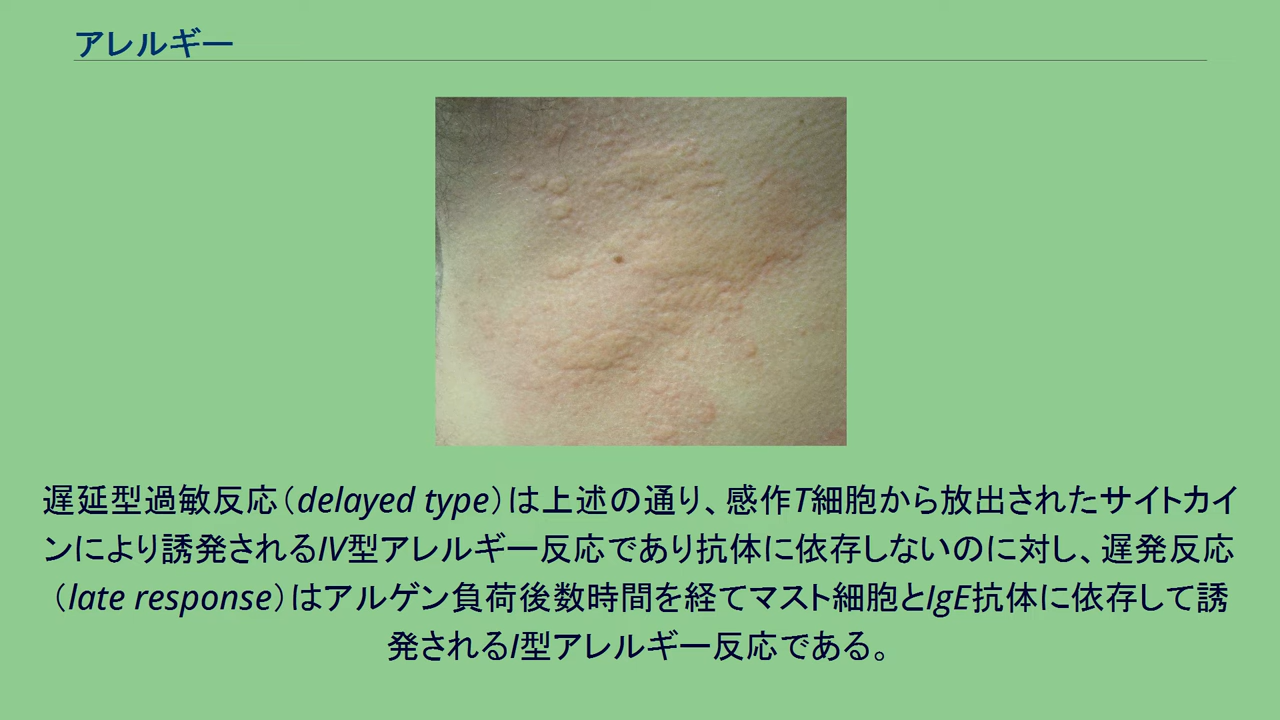 アレルギー
遅延型過敏反応（delayed type）は上述の通り、感作T細胞から放出されたサイトカイ
ンにより誘発されるIV型アレルギー反応であり抗体に依存しないのに対し、遅発反応
（late response）はアルゲン負荷後数時間を経てマスト細胞とIgE抗体に依存して誘
発されるI型アレルギー反応である。